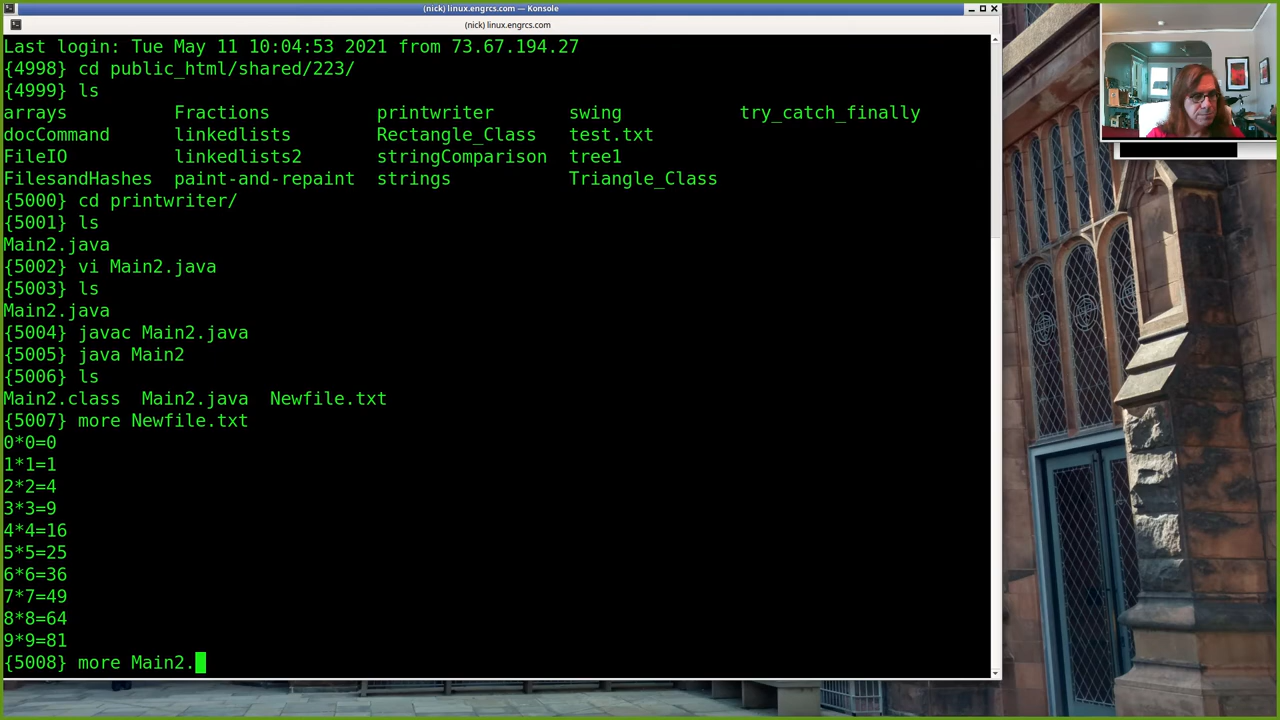 (nick) linux.engrcs.com — Konsole
(nick) linux.engrcs.com
Last login: Tue May 11 10:04:53 2021 from 73.67.194.27
{4998} cd public_html/shared/223/
{4999} ls
arrays Fractions printwriter swing try_catch_finally
docCommand linkedlists Rectangle_Class test.txt
FileIO linkedlists2 stringComparison tree1
FilesandHashes paint-and-repaint strings Triangle_Class
{5000} cd printwriter/
{5001} ls
Main2.java
{5002} vi Main2.java
{5003} ls
Main2.java
{5004} javac Main2.java
{5005} java Main2
{5006} ls
Main2.class Main2.java Newfile.txt
{5007} more Newfile.txt
0*0=0
1*1=1
2*2=4
3*3=9
4*4=16
5*5=25
6*6=36
7*7=49
8*8=64
9*9=81
{5008} more Main2.